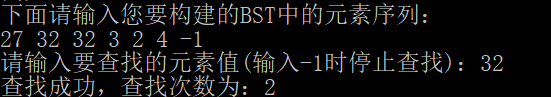 下面请输入您要构建的BST中的元素序列：
27 32 32 3 2 4 -1
请输入要查找的元素值(输入-1时停止查找)：32
查找成功，查找次数为：2